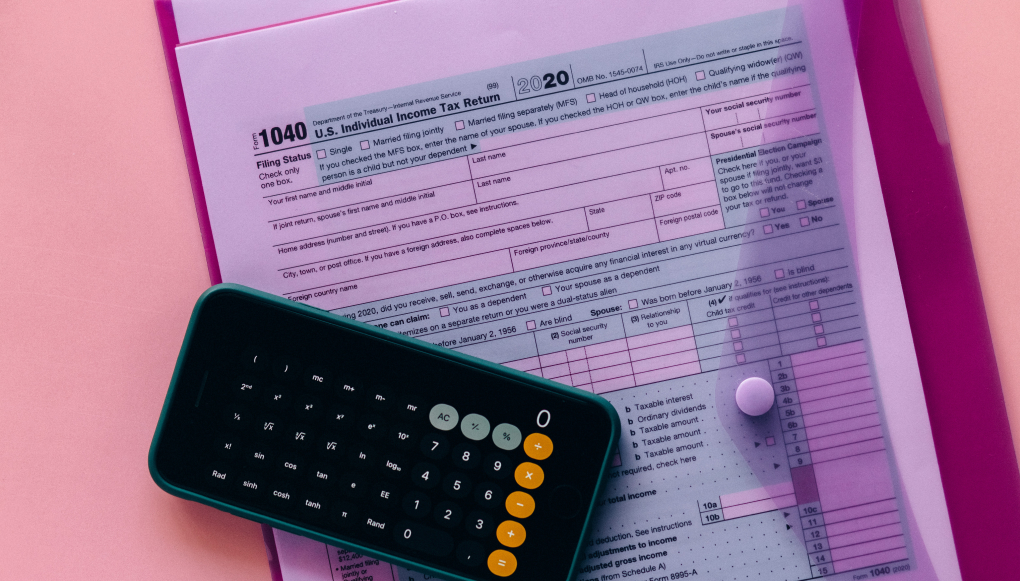 Form 1040
Department of the Treasury—Internal Revenue Service
(99)
U.S. Individual Income Tax Return
2020
OMB No. 1545-0074
IRS Use Only—Do not write or staple in this space.
Filing Status
Check only
one box.
Single
Married filing jointly
Married filing separately (MFS)
Head of household (HOH)
Qualifying widow(er) (QW)
If you checked the MFS box, enter the name of your spouse. If you checked the HOH or QW box, enter the child's name if the qualifying
person is a child but not your dependent ▶
Your first name and middle initial
Last name
Your social security number
If joint return, spouse's first name and middle initial
Last name
Spouse's social security number
Home address (number and street). If you have a P.O. box, see instructions.
Apt. no.
City, town, or post office. If you have a foreign address, also complete spaces below.
State
ZIP code
Foreign country name
Foreign province/state/county
Foreign postal code
Presidential Election Campaign
Check here if you, or your
spouse if filing jointly, want $3
to go to this fund. Checking a
box below will not change
your tax or refund.
You
Spouse
2020, did you receive, sell, send, exchange, or otherwise acquire any financial interest in any virtual currency?
Yes
No
can claim:
You as a dependent
Your spouse as a dependent
on a separate return or you were a dual-status alien
before January 2, 1956
Are blind
Spouse:
Was born before January 2, 1956
Is blind
(2) Social security
number
(3) Relationship
to you
(4) ✔ if qualifies for (see instructions):
Child tax credit
Credit for other dependents
1
b Taxable interest
2b
b Ordinary dividends
3b
b Taxable amount
4b
b Taxable amount
5b
b Taxable amount
6b
required, check here
7
8
9
total income
10a
10b
deduction. See instructions
adjustments to income
10c
adjusted gross income
11
(from Schedule A)
12
Form 8995-A
13
14
15
Form 1040 (2020)
• Married filing
jointly or
0
( ) mc m+ m- mr AC % ÷
2nd x² x³ xʸ eˣ 10ˣ 7 8 9 ×
¹⁄ₓ ²√x ³√x ʸ√x ln log₁₀ 4 5 6 −
x! sin cos tan e EE 1 2 3 +
Rad sinh cosh tanh π Rand 0 , =